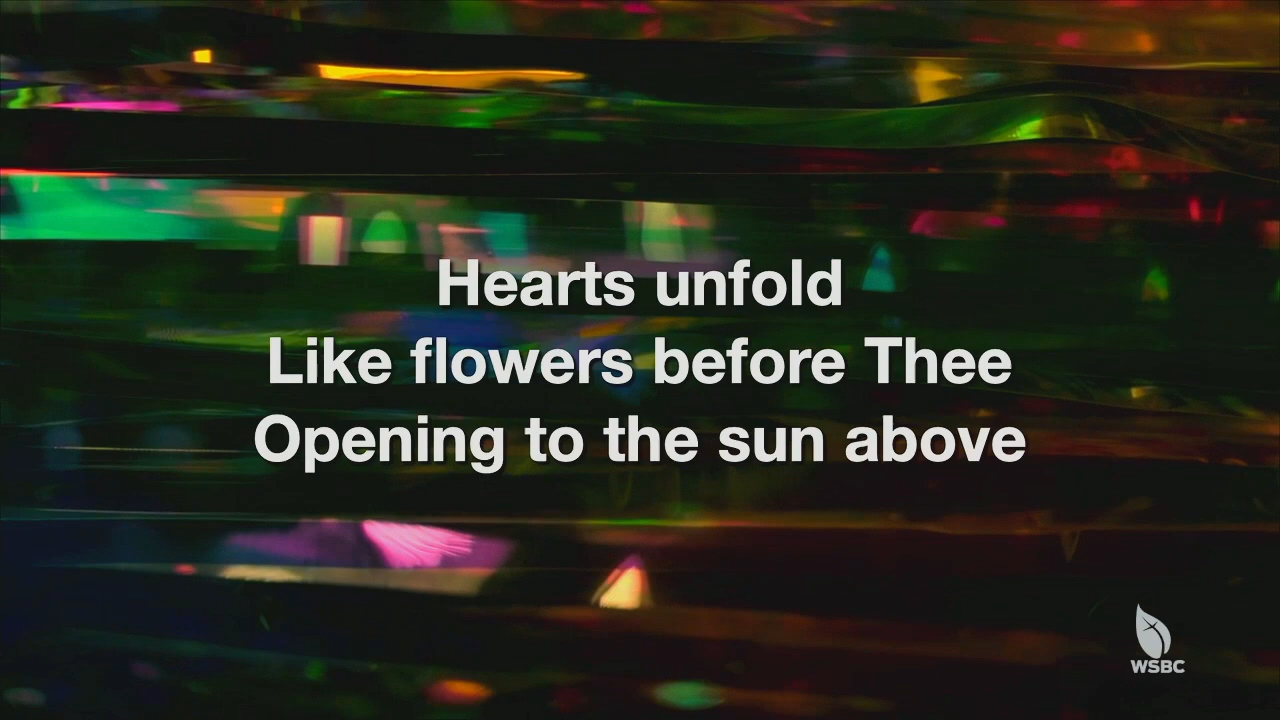 Hearts unfold
Like flowers before Thee
Opening to the sun above
WSBC